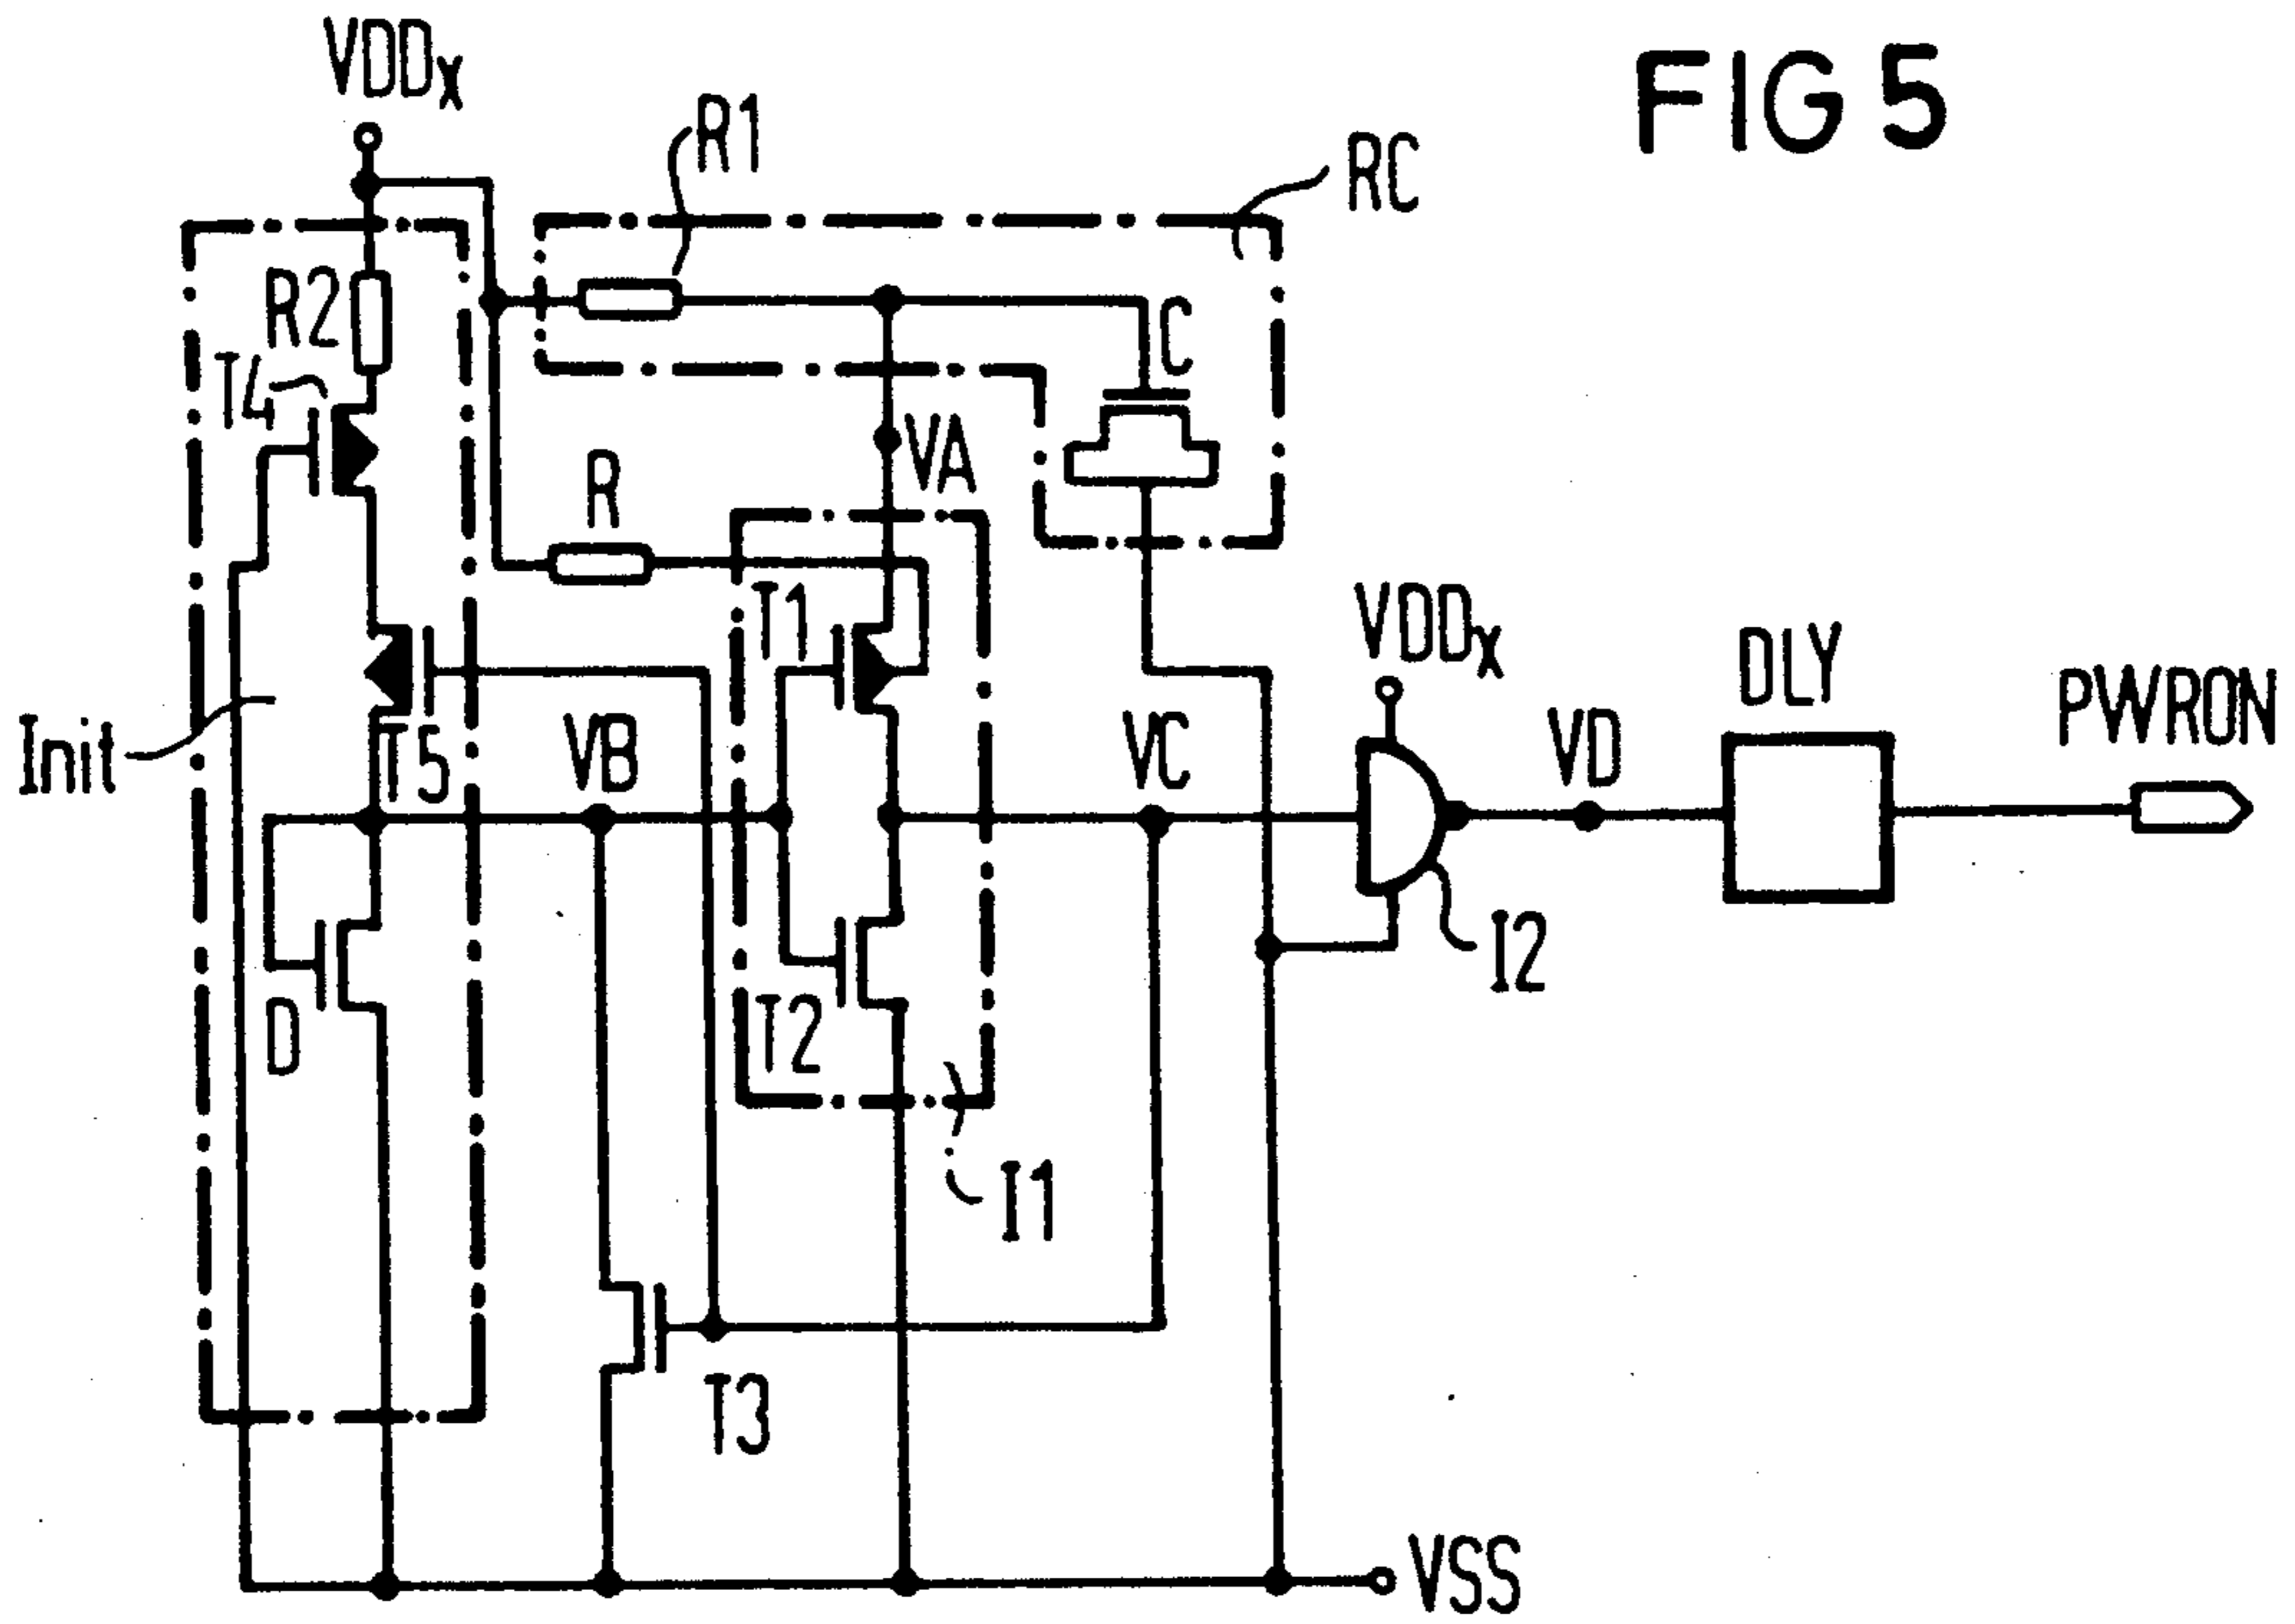 FIG 5
VDDX
R1
RC
R2
C
T4
VA
R
T1
VDDX
DLY
PWRON
Init
T5
VB
VC
VD
I2
D
T2
I1
T3
VSS